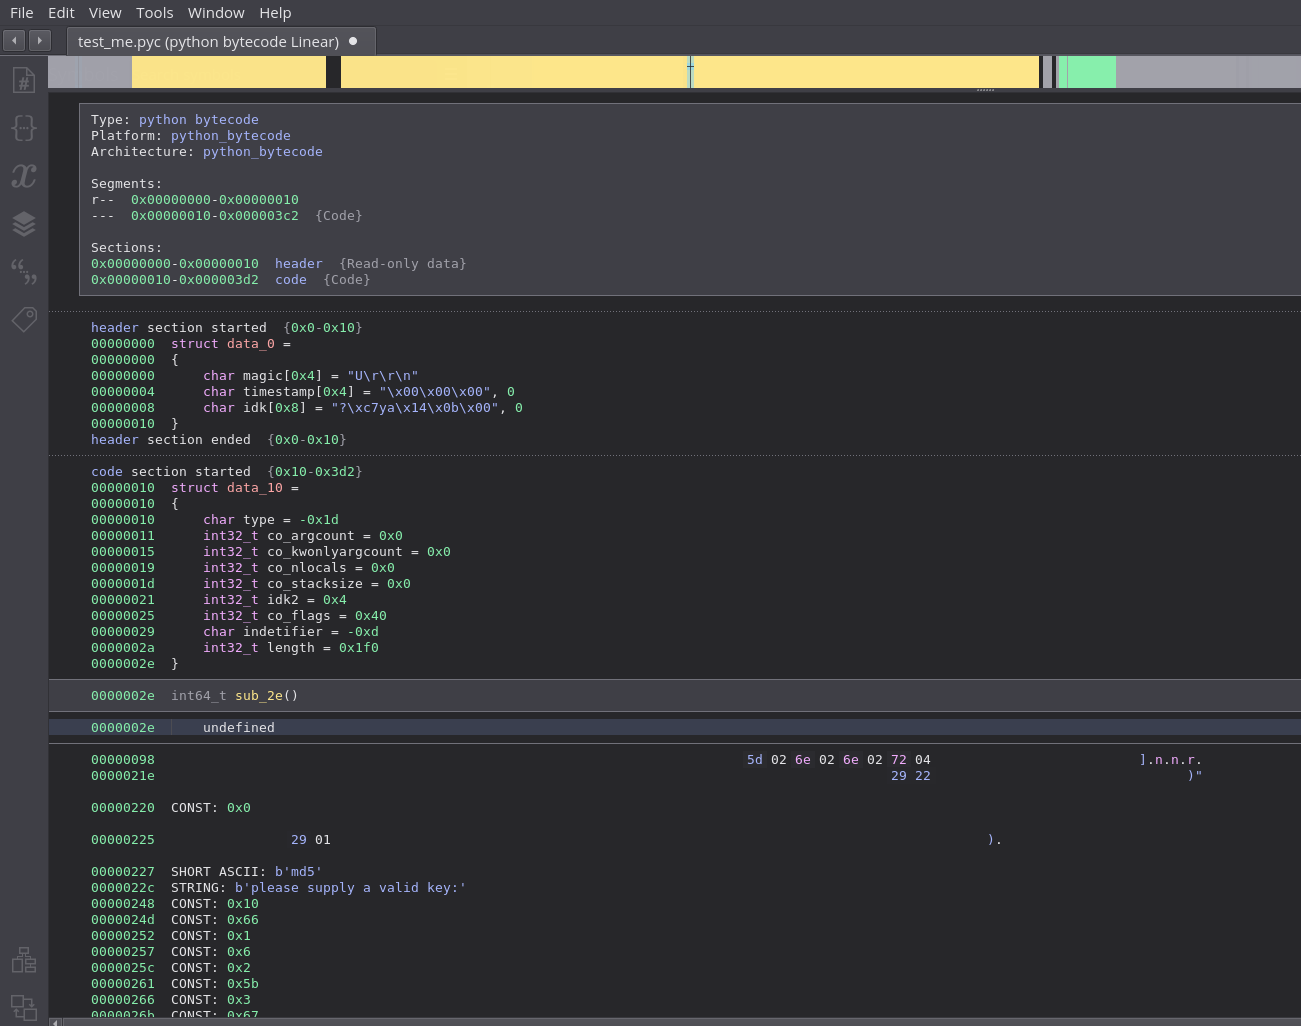 File Edit View Tools Window Help
test_me.pyc (python bytecode Linear) ●
Type: python bytecode
Platform: python_bytecode
Architecture: python_bytecode
Segments:
r-- 0x00000000-0x00000010
--- 0x00000010-0x000003c2 {Code}
Sections:
0x00000000-0x00000010 header {Read-only data}
0x00000010-0x000003d2 code {Code}
header section started {0x0-0x10}
00000000 struct data_0 =
00000000 {
00000000 char magic[0x4] = "U\r\r\n"
00000004 char timestamp[0x4] = "\x00\x00\x00", 0
00000008 char idk[0x8] = "?\xc7ya\x14\x0b\x00", 0
00000010 }
header section ended {0x0-0x10}
code section started {0x10-0x3d2}
00000010 struct data_10 =
00000010 {
00000010 char type = -0x1d
00000011 int32_t co_argcount = 0x0
00000015 int32_t co_kwonlyargcount = 0x0
00000019 int32_t co_nlocals = 0x0
0000001d int32_t co_stacksize = 0x0
00000021 int32_t idk2 = 0x4
00000025 int32_t co_flags = 0x40
00000029 char indetifier = -0xd
0000002a int32_t length = 0x1f0
0000002e }
0000002e int64_t sub_2e()
0000002e undefined
00000098 5d 02 6e 02 6e 02 72 04 ].n.n.r.
0000021e 29 22 )"
00000220 CONST: 0x0
00000225 29 01 ).
00000227 SHORT ASCII: b'md5'
0000022c STRING: b'please supply a valid key:'
00000248 CONST: 0x10
0000024d CONST: 0x66
00000252 CONST: 0x1
00000257 CONST: 0x6
0000025c CONST: 0x2
00000261 CONST: 0x5b
00000266 CONST: 0x3
0000026b CONST: 0x67